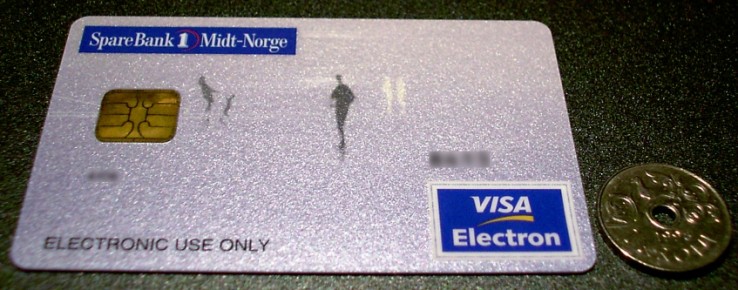 SpareBank 1 Midt-Norge
VISA
Electron
ELECTRONIC USE ONLY